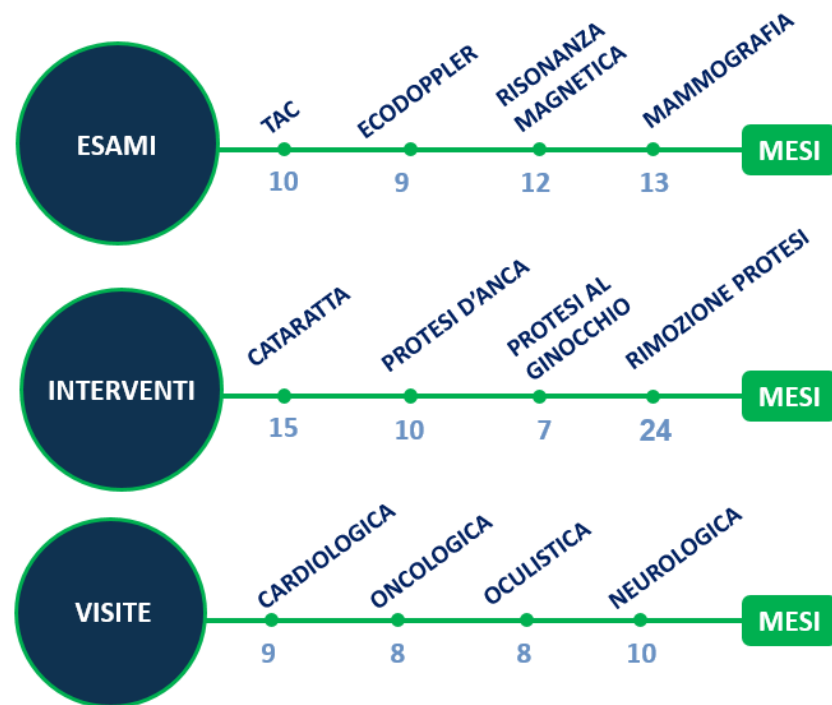 ESAMI
TAC
ECODOPPLER
RISONANZA
MAGNETICA
MAMMOGRAFIA
MESI
10
9
12
13
INTERVENTI
CATARATTA
PROTESI D'ANCA
PROTESI AL
GINOCCHIO
RIMOZIONE PROTESI
MESI
15
10
7
24
VISITE
CARDIOLOGICA
ONCOLOGICA
OCULISTICA
NEUROLOGICA
MESI
9
8
8
10